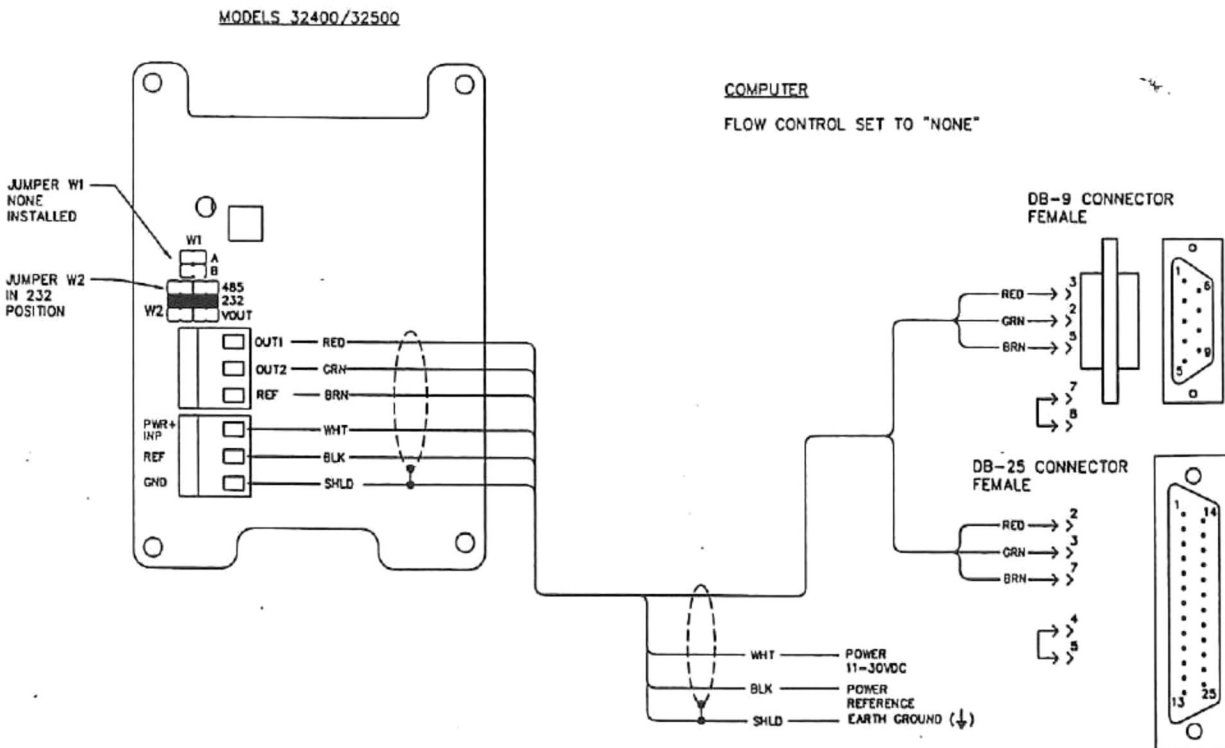 MODELS 32400/32500
COMPUTER
FLOW CONTROL SET TO "NONE"
JUMPER W1
NONE
INSTALLED
W1
A
B
JUMPER W2
IN 232
POSITION
W2
485
232
VOUT
OUT1 RED
OUT2 GRN
REF BRN
PWR+
INP
WHT
REF BLK
GND SHLD
DB-9 CONNECTOR
FEMALE
RED 3
GRN 2
BRN 5
7
8
1
6
9
5
DB-25 CONNECTOR
FEMALE
RED 2
GRN 3
BRN 7
4
5
1
14
13
25
WHT POWER
11-30VDC
BLK POWER
REFERENCE
SHLD EARTH GROUND (⏚)